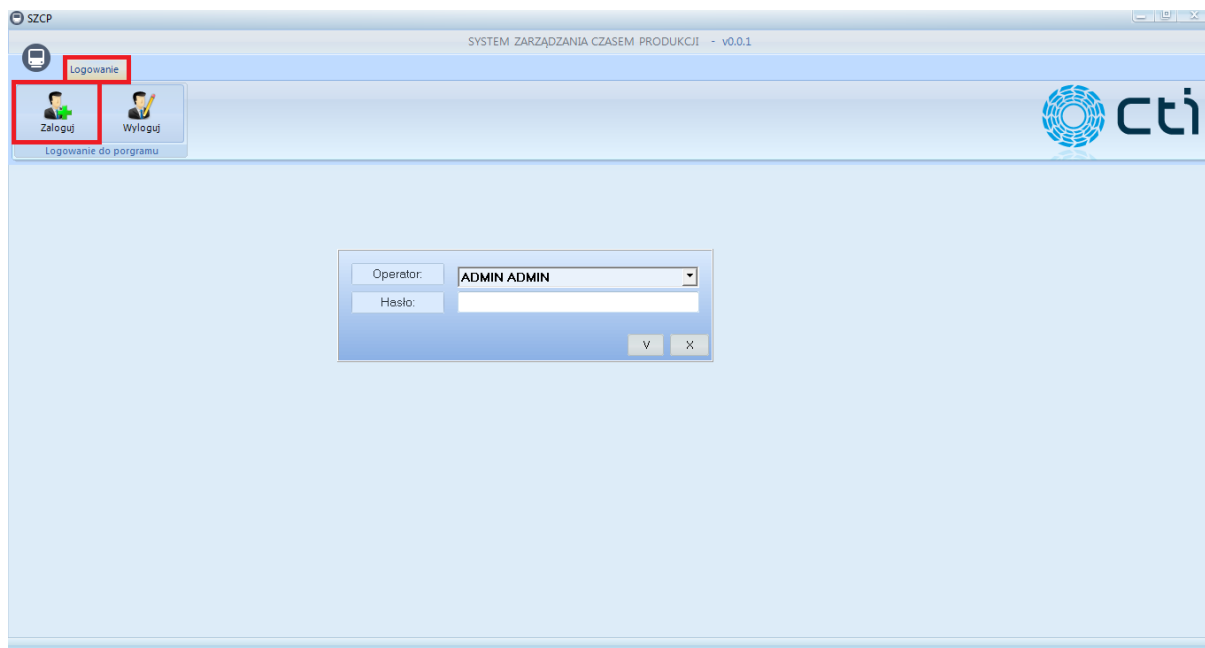 SZCP
SYSTEM ZARZĄDZANIA CZASEM PRODUKCJI - v0.0.1
Logowanie
Zaloguj Wyloguj
Logowanie do porgramu
cti
Operator: ADMIN ADMIN
Hasło:
V X